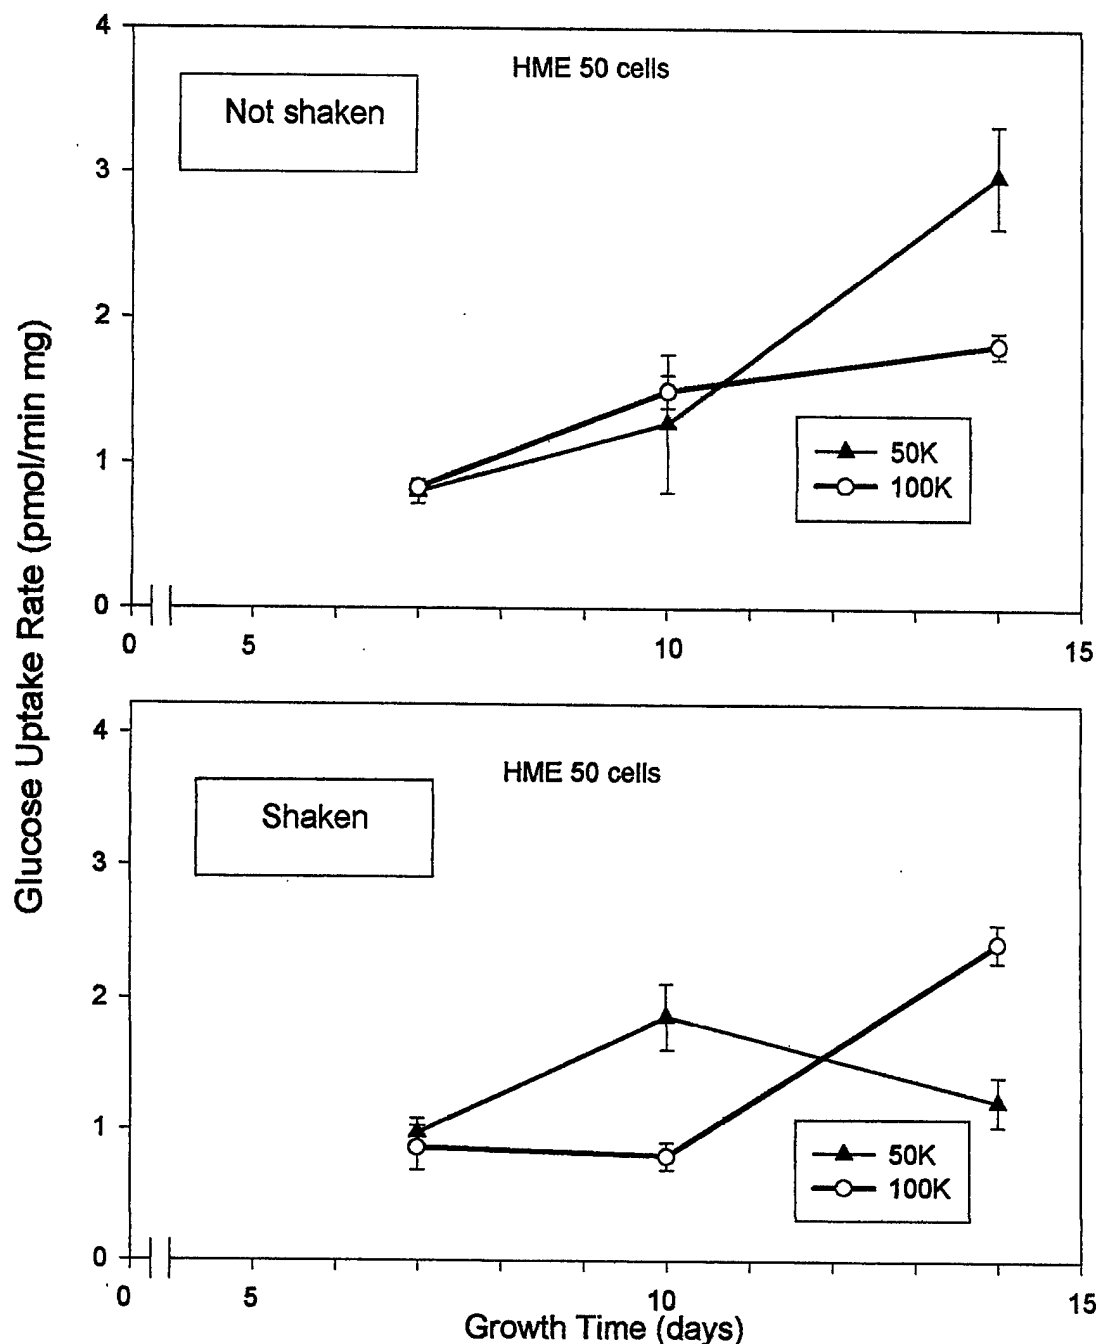 4
HME 50 cells
Not shaken
3
2
1
50K
100K
0
0 5 10 15
Glucose Uptake Rate (pmol/min mg)
4
HME 50 cells
Shaken
3
2
1
50K
100K
0
0 5 10 15
Growth Time (days)